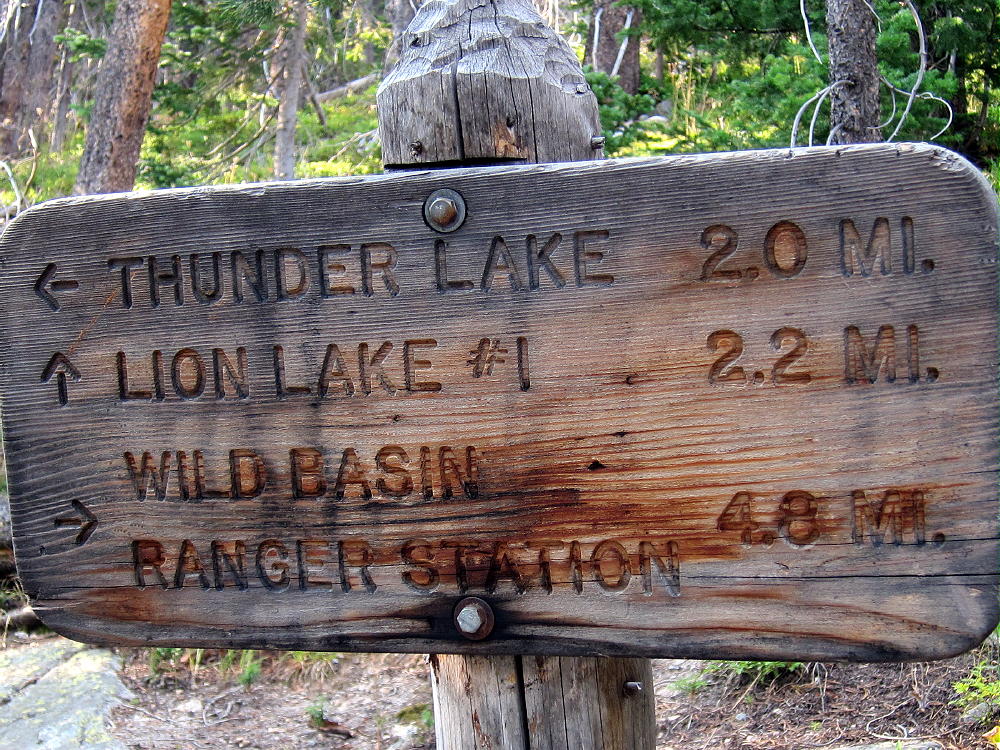 ← THUNDER LAKE 2.0 MI.
↑ LION LAKE #1 2.2 MI.
WILD BASIN
→ 4.8 MI.
RANGER STATION